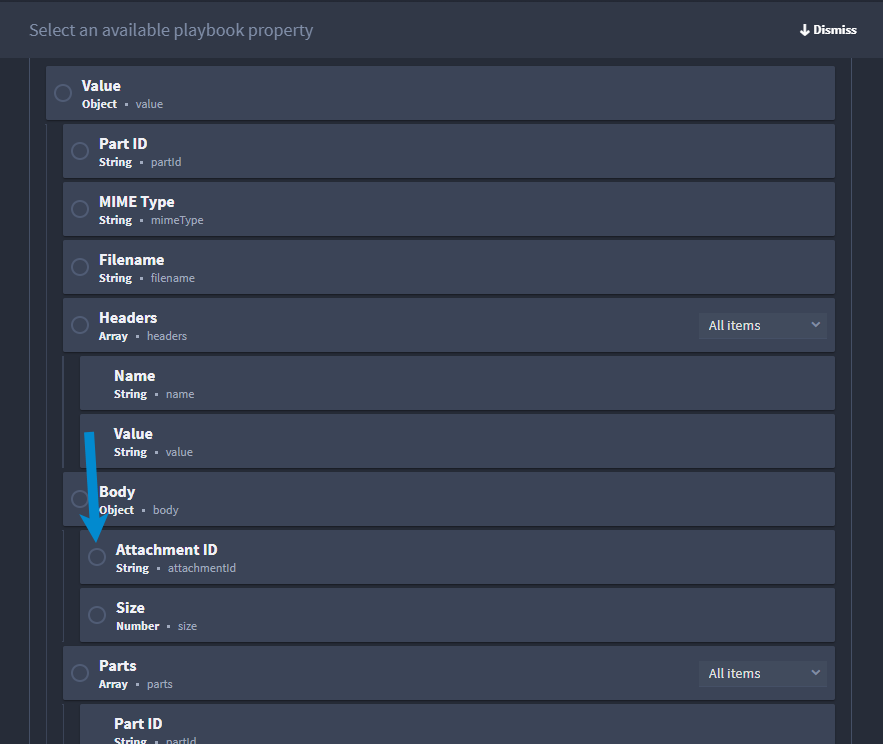 Select an available playbook property
Dismiss
Value
Object • value
Part ID
String • partId
MIME Type
String • mimeType
Filename
String • filename
Headers
Array • headers
All items
Name
String • name
Value
String • value
Body
Object • body
Attachment ID
String • attachmentId
Size
Number • size
Parts
Array • parts
All items
Part ID
String • partId